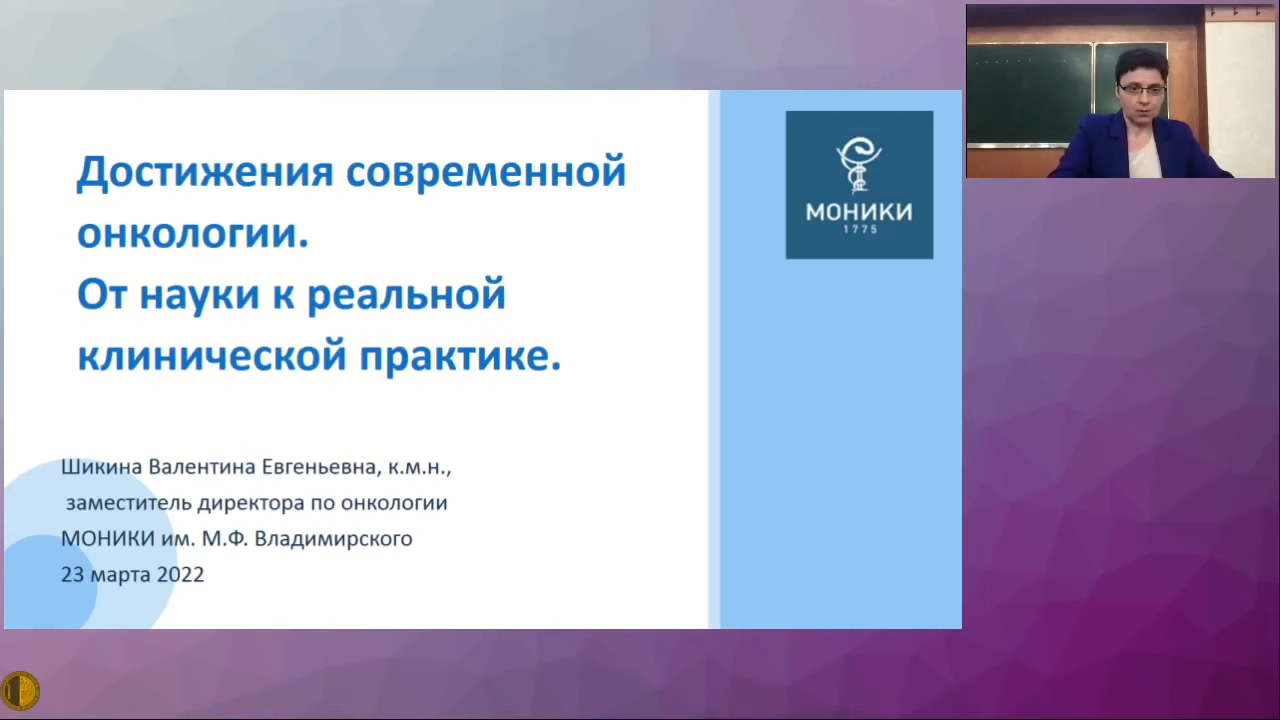 Достижения современной
онкологии.
От науки к реальной
клинической практике.
МОНИКИ
1775
Шикина Валентина Евгеньевна, к.м.н.,
заместитель директора по онкологии
МОНИКИ им. М.Ф. Владимирского
23 марта 2022